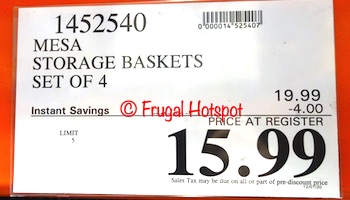 1452540
0000014525407
MESA
STORAGE BASKETS
SET OF 4
19.99
Instant Savings
-4.00
© Frugal Hotspot
PRICE AT REGISTER
LIMIT
5
15.99
Sales Tax may be due on all or part of pre-discount price